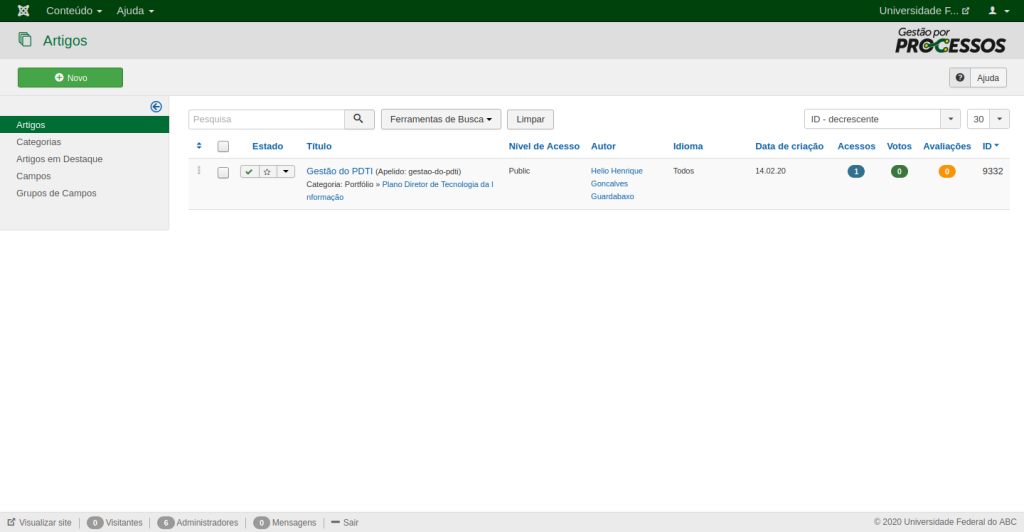 Conteúdo Ajuda Universidade F...
Artigos
Gestão por
PROCESSOS
Novo
Ajuda
Artigos
Categorias
Artigos em Destaque
Campos
Grupos de Campos
Pesquisa Ferramentas de Busca Limpar ID - decrescente 30
Estado Título Nível de Acesso Autor Idioma Data de criação Acessos Votos Avaliações ID
Gestão do PDTI (Apelido: gestao-do-pdti) Public Helio Henrique Todos 14.02.20 1 0 0 9332
Categoria: Portfólio » Plano Diretor de Tecnologia da I Goncalves
nformação Guardabaxo
Visualizar site 0 Visitantes 6 Administradores 0 Mensagens Sair © 2020 Universidade Federal do ABC